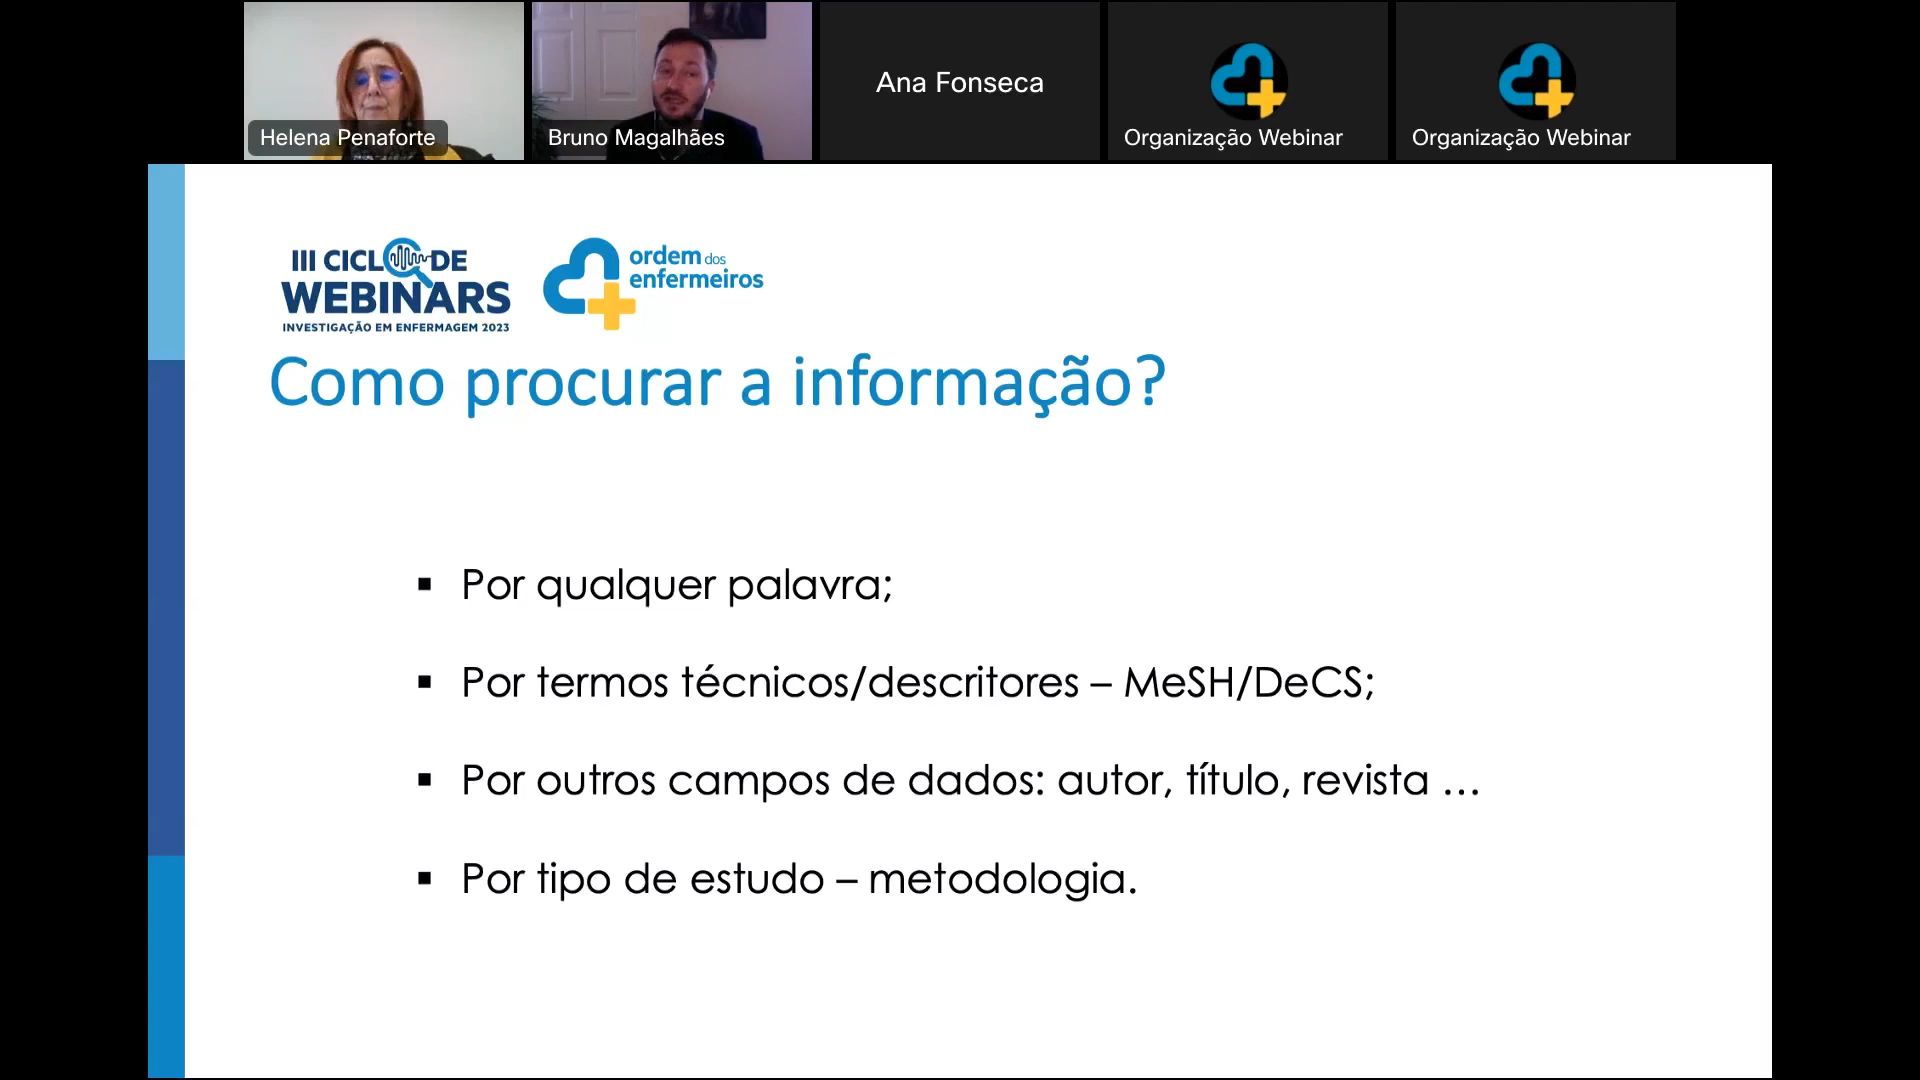 Helena Penaforte
Bruno Magalhães
Ana Fonseca
Organização Webinar
Organização Webinar
III CICLO DE
WEBINARS
INVESTIGAÇÃO EM ENFERMAGEM 2023
ordem dos
enfermeiros
Como procurar a informação?
▪ Por qualquer palavra;
▪ Por termos técnicos/descritores – MeSH/DeCS;
▪ Por outros campos de dados: autor, título, revista ...
▪ Por tipo de estudo – metodologia.